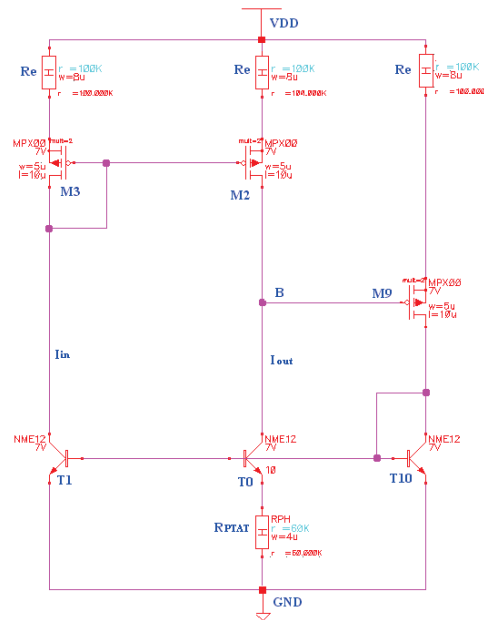 VDD
Re
r = 100K
w=8u
r =100.000K
Re
r = 100K
w=8u
r =100.000K
Re
r = 100K
w=8u
r =100.000
mult=2
MPX00
7V
w=5u
l=10u
M3
mult=2
MPX00
7V
w=5u
l=10u
M2
B
M9
mult=2
MPX00
7V
w=5u
l=10u
Iin
Iout
NME12
7V
T1
NME12
7V
10
T0
NME12
7V
T10
RPTAT
RPH
r =60K
w=4u
r =60.000K
GND